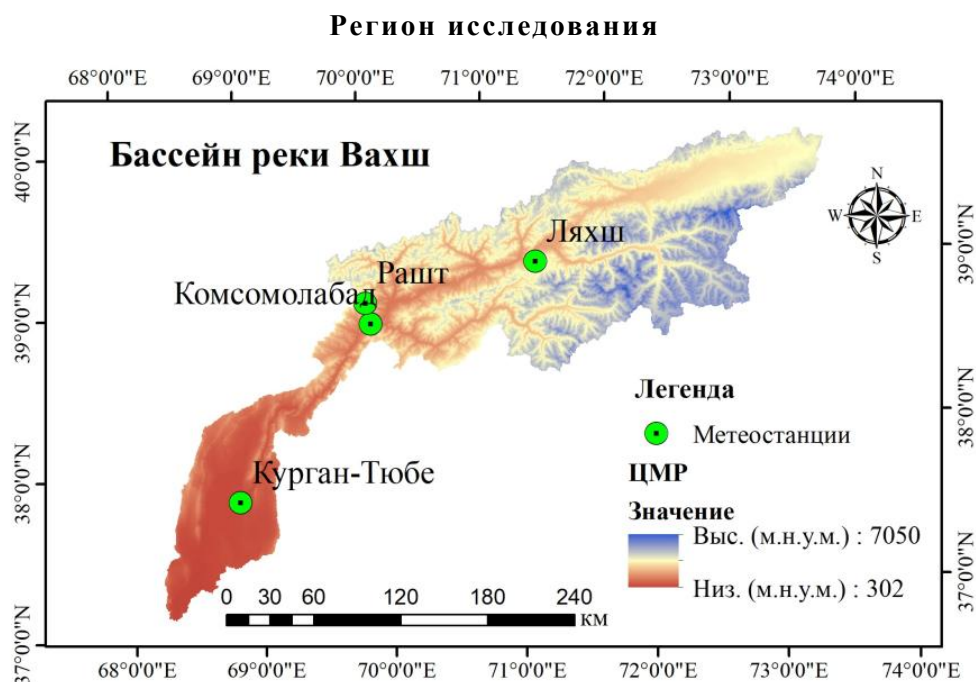 Регион исследования
68°0'0"E 69°0'0"E 70°0'0"E 71°0'0"E 72°0'0"E 73°0'0"E 74°0'0"E
Бассейн реки Вахш
40°0'0"N
39°0'0"N
38°0'0"N
37°0'0"N
N
W E
S
39°0'0"N
38°0'0"N
37°0'0"N
Ляхш
Рашт
Комсомолабад
Курган-Тюбе
Легенда
Метеостанции
ЦМР
Значение
Выс. (м.н.у.м.) : 7050
Низ. (м.н.у.м.) : 302
0 30 60 120 180 240
км
68°0'0"E 69°0'0"E 70°0'0"E 71°0'0"E 72°0'0"E 73°0'0"E 74°0'0"E